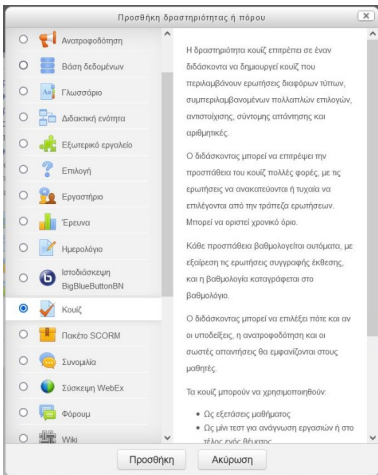 Προσθήκη δραστηριότητας ή πόρου
Ανατροφοδότηση
Βάση δεδομένων
Γλωσσάριο
Διδακτική ενότητα
Εξωτερικό εργαλείο
Επιλογή
Εργαστήριο
Έρευνα
Ημερολόγιο
Ιστοδιάσκεψη
BigBlueButtonBN
Κουίζ
Πακέτο SCORM
Συνομιλία
Σύσκεψη WebEx
Φόρουμ
Wiki
Η δραστηριότητα κουίζ επιτρέπει σε έναν
διδάσκοντα να δημιουργεί κουίζ που
περιλαμβάνουν ερωτήσεις διαφόρων τύπων,
συμπεριλαμβανομένων πολλαπλών επιλογών,
αντιστοίχισης, σύντομης απάντησης και
αριθμητικές.
Ο διδάσκοντας μπορεί να επιτρέψει την
προσπάθεια του κουίζ πολλές φορές, με τις
ερωτήσεις να ανακατεύονται ή τυχαία να
επιλέγονται από την τράπεζα ερωτήσεων.
Μπορεί να οριστεί χρονικό όριο.
Κάθε προσπάθεια βαθμολογείται αυτόματα, με
εξαίρεση τις ερωτήσεις συγγραφής έκθεσης,
και η βαθμολογία καταγράφεται στο
βαθμολόγιο.
Ο διδάσκοντας μπορεί να επιλέξει πότε και αν
οι υποδείξεις, η ανατροφοδότηση και οι
σωστές απαντήσεις θα εμφανίζονται στους
μαθητές.
Τα κουίζ μπορούν να χρησιμοποιηθούν:
Ως εξετάσεις μαθήματος
Ως μίνι τεστ για ανάγνωση εργασιών ή στο
τέλος ενός θέματος
Προσθήκη
Ακύρωση